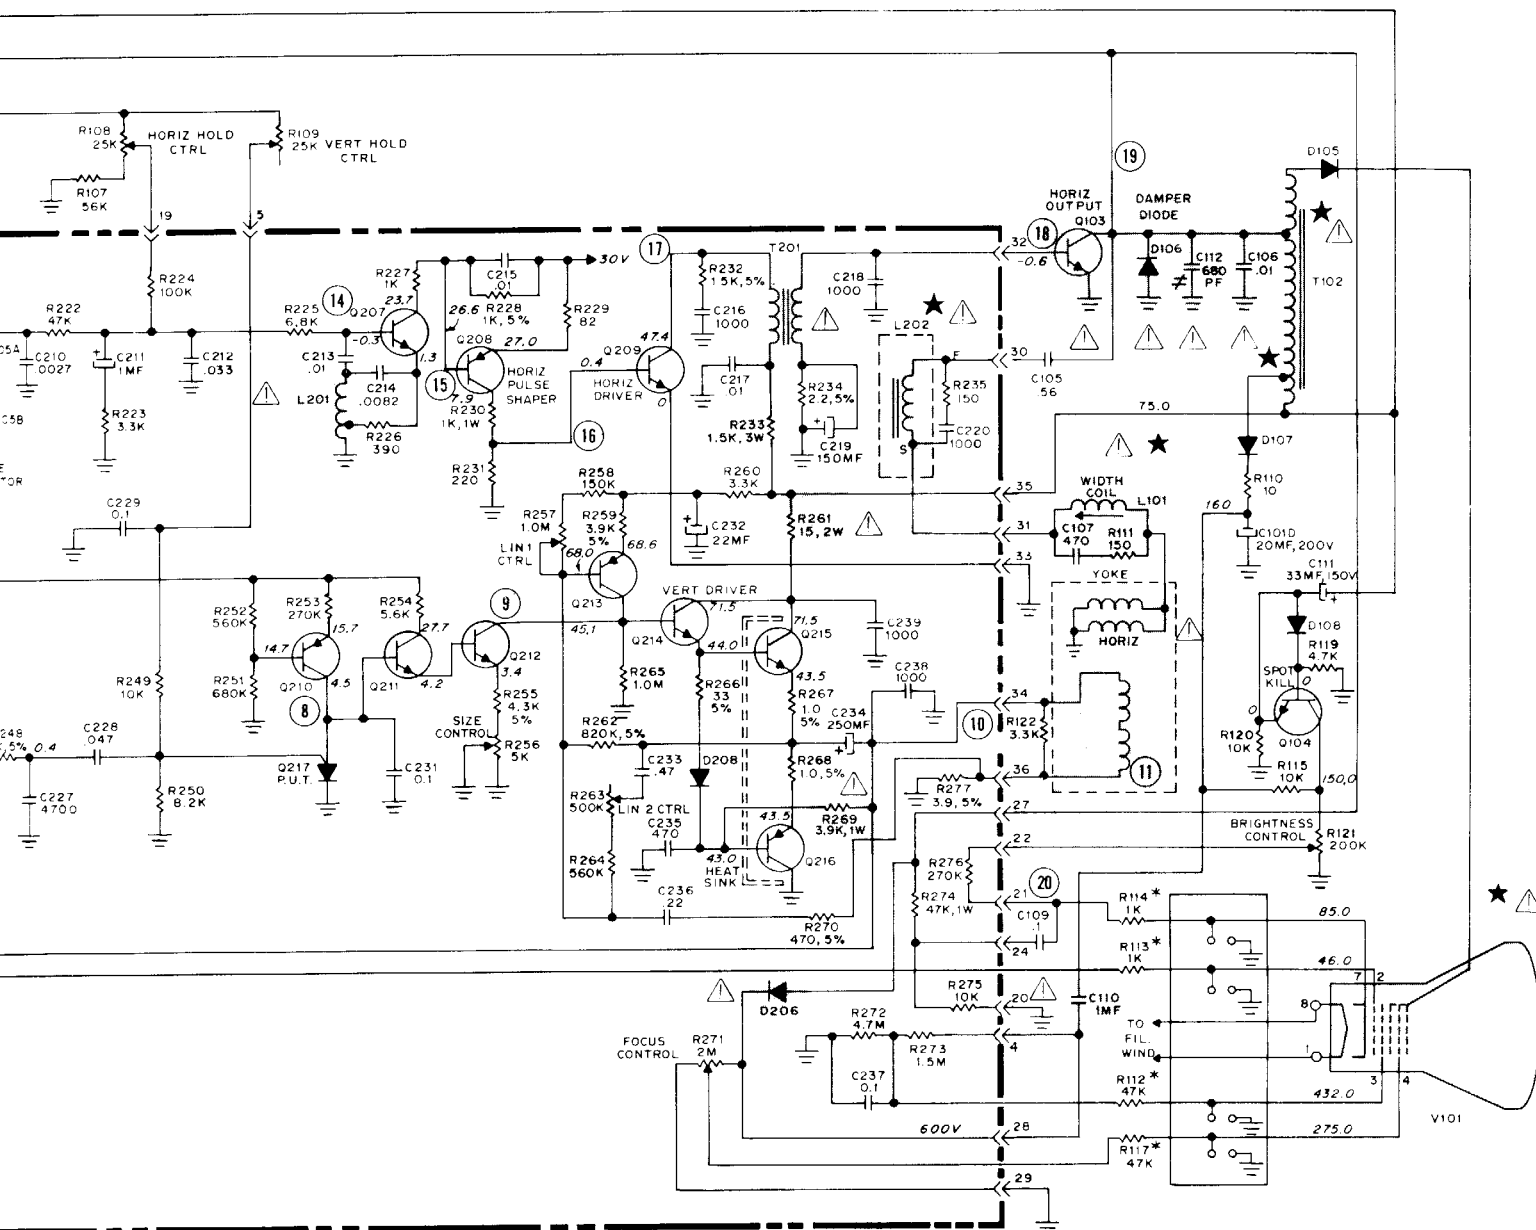 R108
25K
HORIZ HOLD
CTRL
R109
25K
VERT HOLD
CTRL
R107
56K
19
5
R224
100K
R222
47K
05A
C210
.0027
C211
1MF
C212
.033
R223
3.3K
C5B
E
TOR
R225
6.8K
14
Q207
-0.3
23.7
1.3
R227
1K
C213
.01
C214
.0082
L201
R226
390
C215
.01
R228
1K, 5%
30V
R229
82
26.6
27.0
Q208
HORIZ
PULSE
SHAPER
15
7.9
R230
1K, 1W
R231
220
16
17
0.4
47.4
Q209
HORIZ
DRIVER
0
R232
1.5K, 5%
C216
1000
T201
C217
.01
R233
1.5K, 3W
R234
2.2, 5%
C219
150MF
C218
1000
L202
F
S
R235
150
C220
1000
32
18
-0.6
HORIZ
OUTPUT
Q103
19
DAMPER
DIODE
D106
C112
680
PF
≠
C106
.01
T102
D105
30
C105
.56
75.0
D107
R110
10
160
C101D
20MF, 200V
C111
33MF, 150V
D108
R119
4.7K
SPOT
KILL
0
0
Q104
R120
10K
R115
10K
150.0
35
31
33
WIDTH
COIL
L101
C107
470
R111
150
YOKE
HORIZ
34
10
R122
3.3K
11
36
R277
3.9, 5%
27
22
BRIGHTNESS
CONTROL
R121
200K
C229
0.1
R258
150K
R260
3.3K
R257
1.0M
R259
3.9K
5%
LIN 1
CTRL
68.0
68.6
Q213
C232
22MF
R261
15, 2W
VERT DRIVER
71.5
Q214
44.0
71.5
Q215
43.5
C239
1000
C238
1000
R252
560K
R253
270K
R254
5.6K
14.7
15.7
27.7
R251
680K
Q210
4.5
Q211
4.2
9
Q212
45.1
3.4
8
R249
10K
R255
4.3K
5%
SIZE
CONTROL
R256
5K
R265
1.0M
R266
33
5%
R267
1.0
5%
C234
250MF
R262
820K, 5%
C233
.47
D208
R268
1.0, 5%
R263
500K
LIN 2 CTRL
C235
470
R269
3.9K, 1W
43.5
43.0
Q216
HEAT
SINK
R264
560K
C236
.22
R270
470, 5%
248
, 5%
0.4
C228
.047
Q217
P.U.T.
C231
0.1
C227
4700
R250
8.2K
R276
270K
R274
47K, 1W
21
20
C109
.1
24
R275
10K
20
C110
1MF
R114*
1K
85.0
R113*
1K
46.0
7
2
8
1
TO
FIL.
WIND
3
4
V101
R112*
47K
432.0
R117*
47K
275.0
D206
FOCUS
CONTROL
R271
2M
R272
4.7M
R273
1.5M
4
C237
0.1
600V
28
29